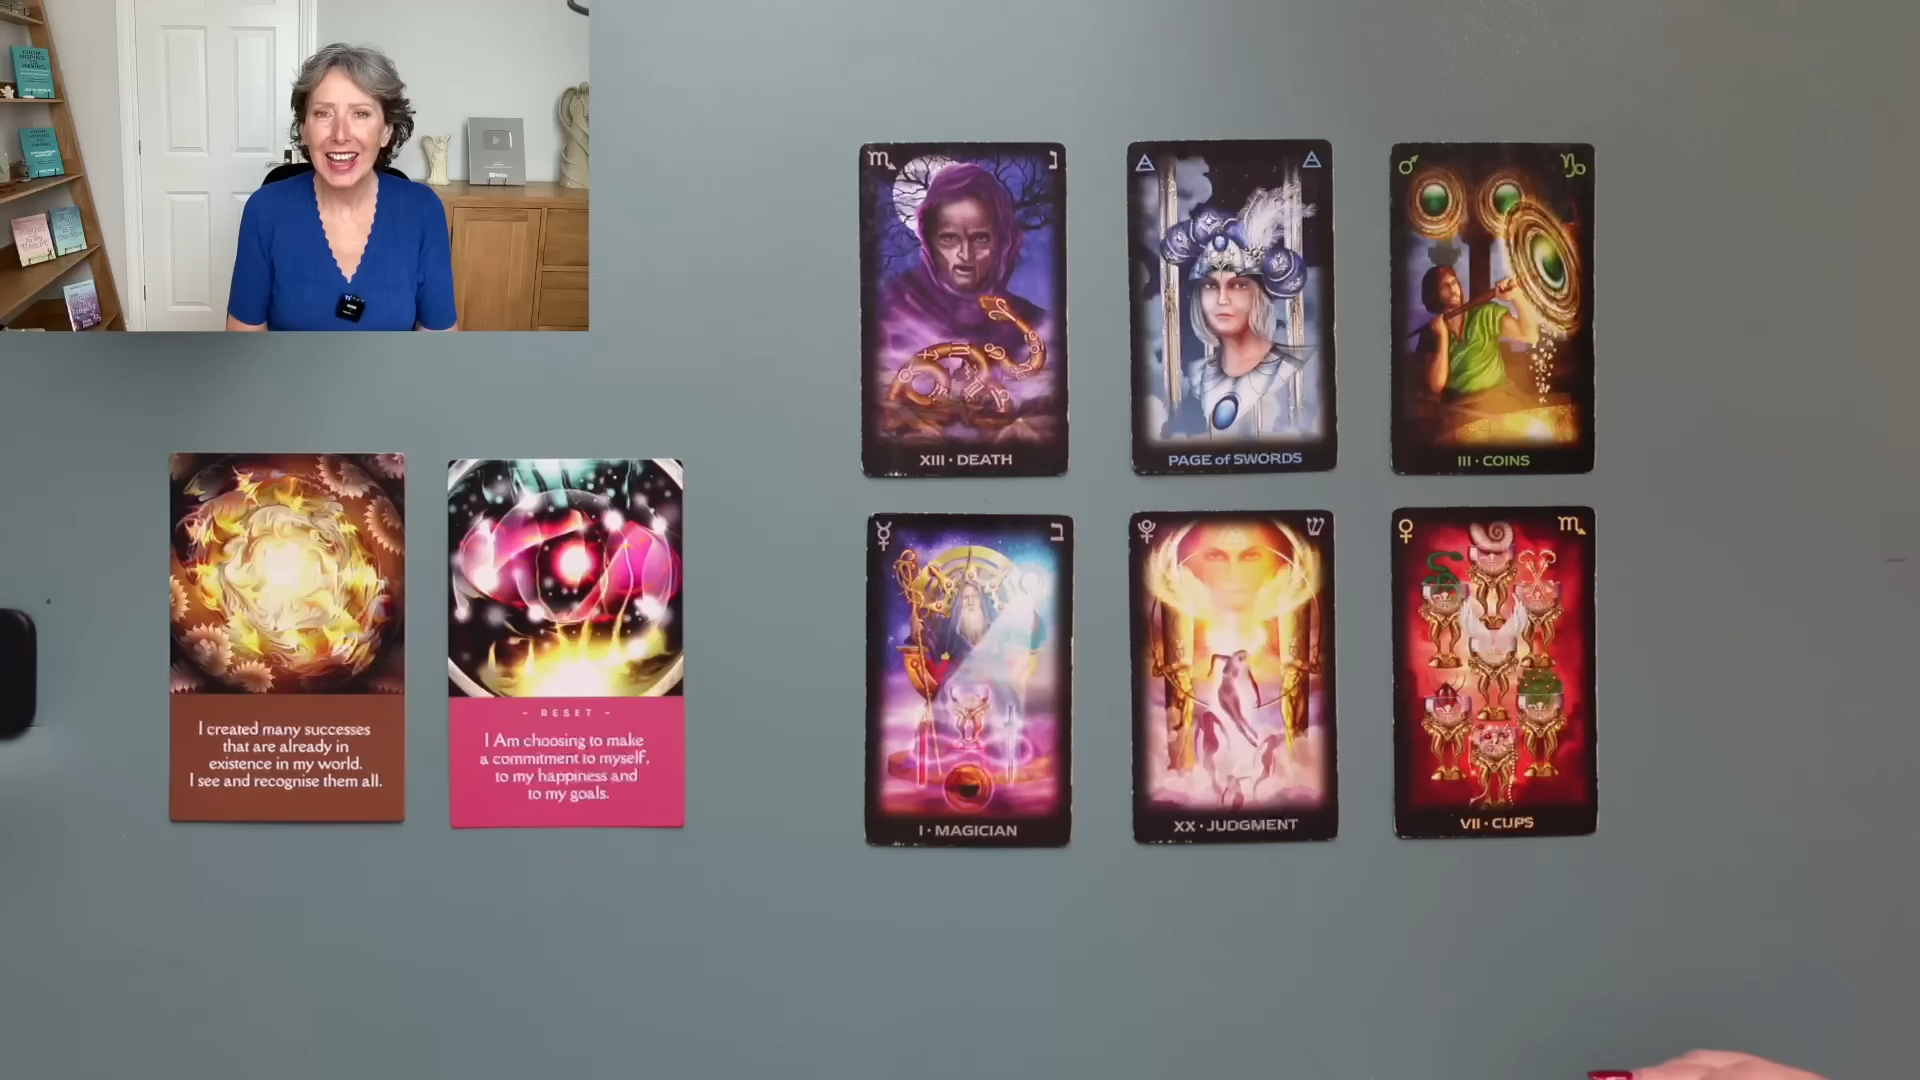 XIII · DEATH
PAGE of SWORDS
III · COINS
I created many successes
that are already in
existence in my world.
I see and recognise them all.
- RESET -
I Am choosing to make
a commitment to myself,
to my happiness and
to my goals.
I · MAGICIAN
XX · JUDGMENT
VII · CUPS